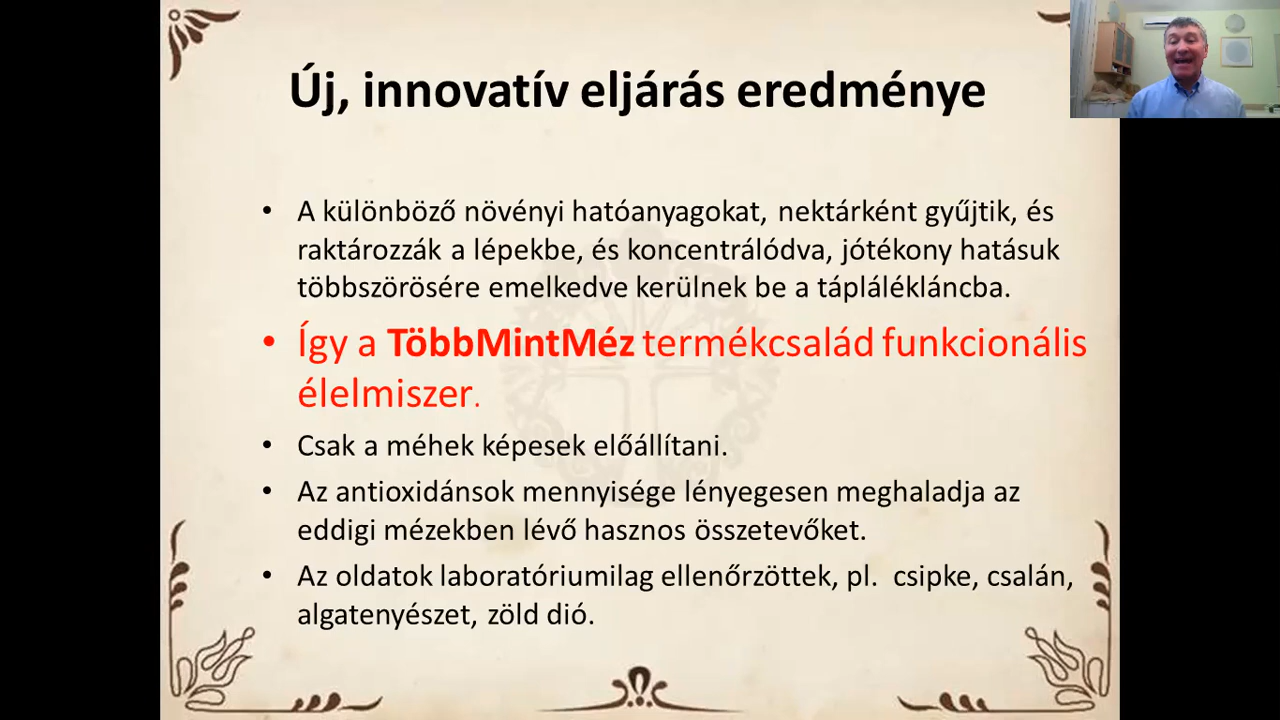 Új, innovatív eljárás eredménye
• A különböző növényi hatóanyagokat, nektárként gyűjtik, és
raktározzák a lépekbe, és koncentrálódva, jótékony hatásuk
többszörösére emelkedve kerülnek be a táplálékláncba.
• Így a TöbbMintMéz termékcsalád funkcionális
élelmiszer.
• Csak a méhek képesek előállítani.
• Az antioxidánsok mennyisége lényegesen meghaladja az
eddigi mézekben lévő hasznos összetevőket.
• Az oldatok laboratóriumilag ellenőrzöttek, pl. csipke, csalán,
algatenyészet, zöld dió.